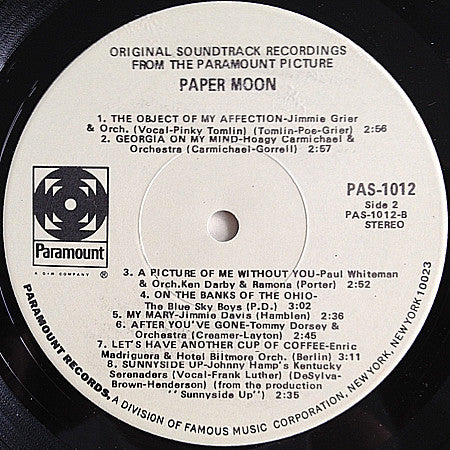 ORIGINAL SOUNDTRACK RECORDINGS
FROM THE PARAMOUNT PICTURE
PAPER MOON
1. THE OBJECT OF MY AFFECTION-Jimmie Grier
& Orch. (Vocal-Pinky Tomlin) (Tomlin-Poe-Grier) 2:56
2. GEORGIA ON MY MIND-Hoagy Carmichael &
Orchestra (Carmichael-Gorrell) 2:57
PAS-1012
Side 2
PAS-1012-B
STEREO
Paramount
A G+W COMPANY ®
3. A PICTURE OF ME WITHOUT YOU-Paul Whiteman
& Orch.Ken Darby & Ramona (Porter) 2:52
4. ON THE BANKS OF THE OHIO-
The Blue Sky Boys (P.D.) 3:02
5. MY MARY-Jimmie Davis (Hamblen) 2:36
6. AFTER YOU'VE GONE-Tommy Dorsey &
Orchestra (Creamer-Layton) 2:45
7. LET'S HAVE ANOTHER CUP OF COFFEE-Enric
Madriguera & Hotel Biltmore Orch. (Berlin) 3:11
8. SUNNYSIDE UP-Johnny Hamp's Kentucky
Serenaders (Vocal-Frank Luther) (DeSylva-
Brown-Henderson) (from the production
"Sunnyside Up") 2:35
PARAMOUNT RECORDS, A DIVISION OF FAMOUS MUSIC CORPORATION, NEW YORK, NEW YORK 10023